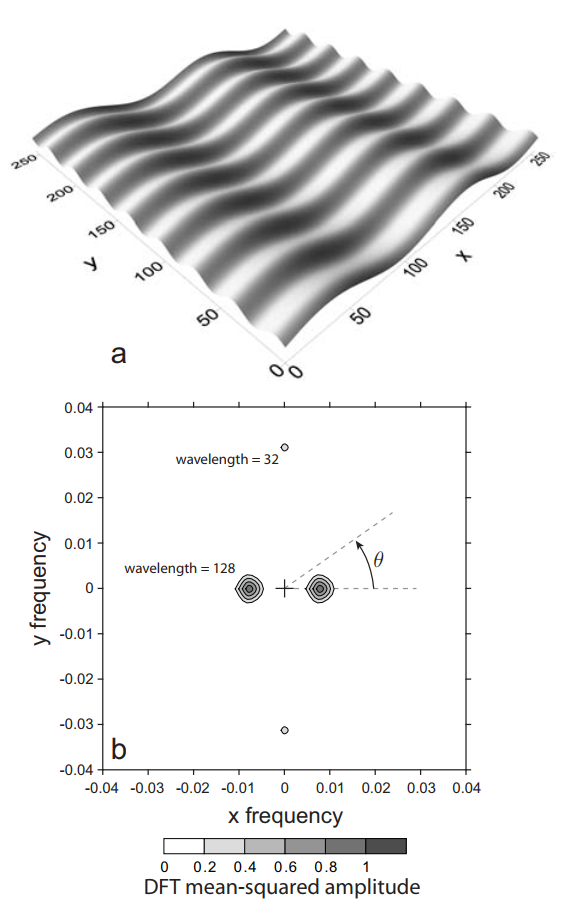 250
200
150
y
100
50
0
0
50
100
x
150
200
250
a
0.04
0.03
wavelength = 32
0.02
0.01
θ
wavelength = 128
0
y frequency
-0.01
-0.02
-0.03
b
-0.04
-0.04 -0.03 -0.02 -0.01 0 0.01 0.02 0.03 0.04
x frequency
0 0.2 0.4 0.6 0.8 1
DFT mean-squared amplitude